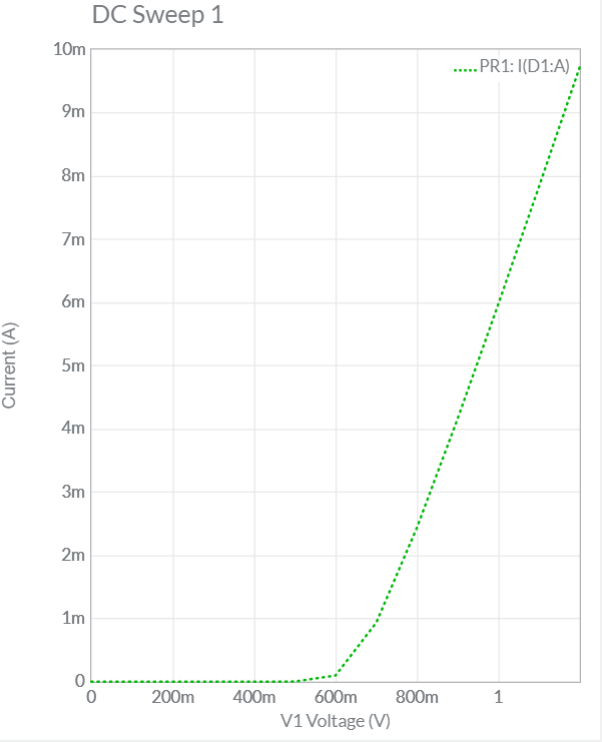 DC Sweep 1
PR1: I(D1:A)
10m
9m
8m
7m
6m
5m
4m
3m
2m
1m
0
Current (A)
0 200m 400m 600m 800m 1
V1 Voltage (V)